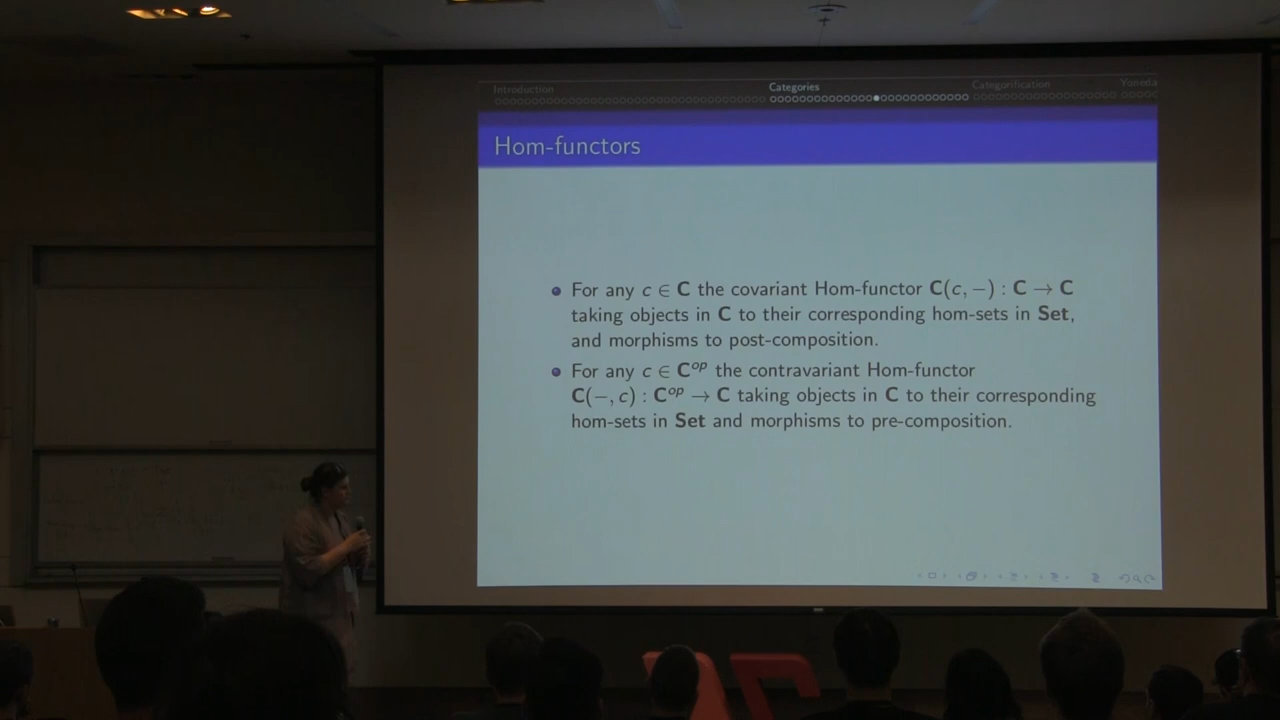 Introduction
Categories
Categorification
Yoneda
Hom-functors
For any c ∈ C the covariant Hom-functor C(c, −) : C → C
taking objects in C to their corresponding hom-sets in Set,
and morphisms to post-composition.
For any c ∈ C^op the contravariant Hom-functor
C(−, c) : C^op → C taking objects in C to their corresponding
hom-sets in Set and morphisms to pre-composition.